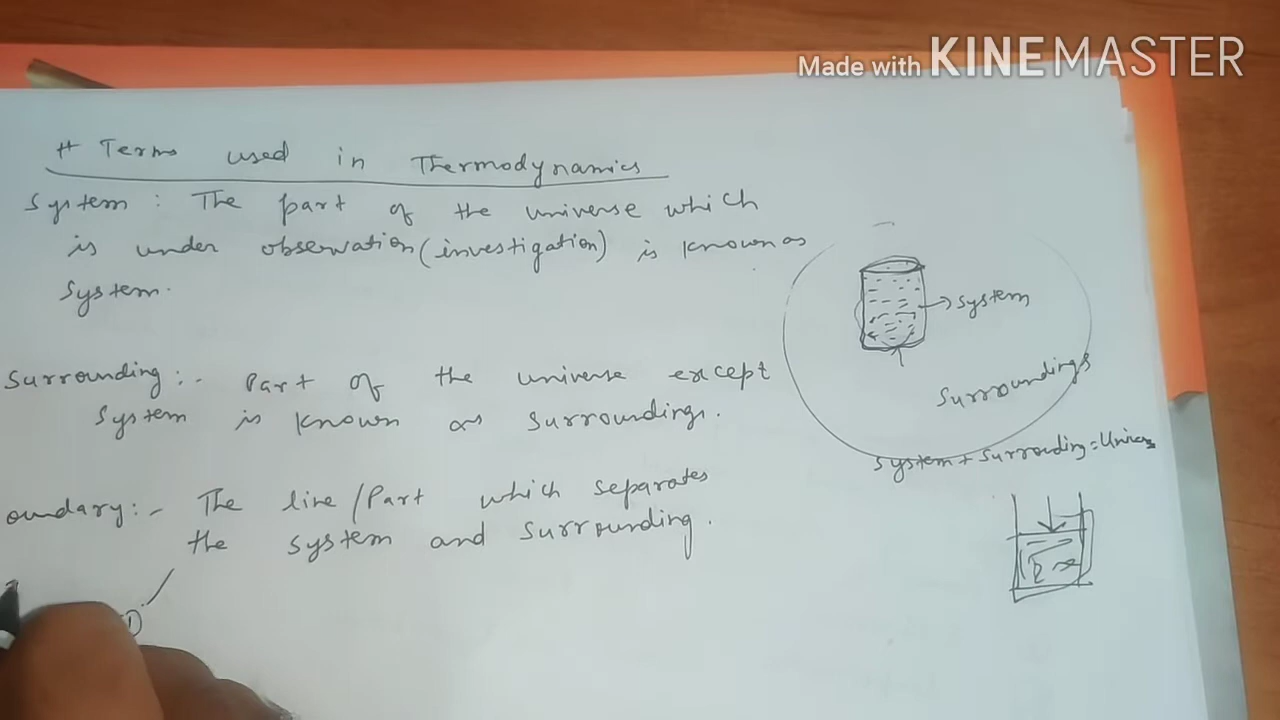 Made with KINEMASTER
# Terms used in Thermodynamics
System : The part of the universe which
is under observation (investigation) is known as
system.
System
Surrounding :- Part of the universe except
system is known as surroundings.
Surroundings
System + Surrouding = Univers
oundary :- The line / Part which separates
the system and surrounding.
①